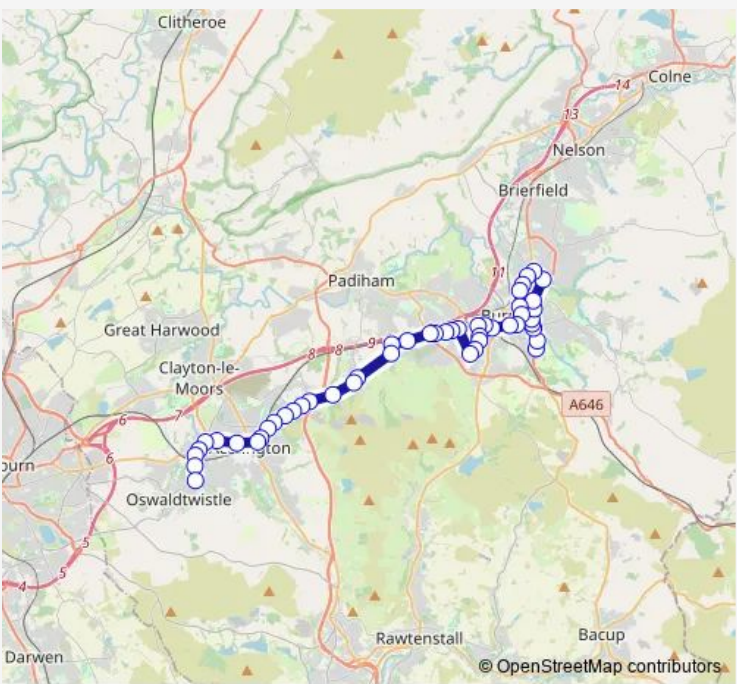 Clitheroe
Colne
14
13
Nelson
Brierfield
11
Padiham
Great Harwood
9
8
8
Clayton-le-
Moors
7
6
A646
6
Oswaldtwistle
5
5
4
Rawtenstall
Bacup
Darwen
© OpenStreetMap contributors